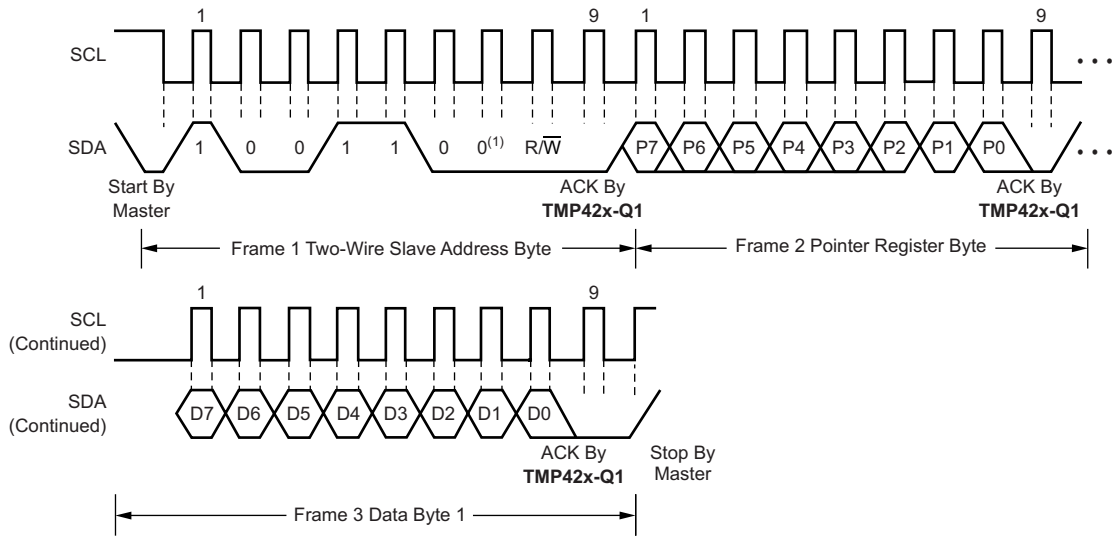 1 9 1 9
SCL
SDA 1 0 0 1 1 0 0(1) R/W P7 P6 P5 P4 P3 P2 P1 P0
Start By Master
ACK By TMP42x-Q1
ACK By TMP42x-Q1
Frame 1 Two-Wire Slave Address Byte
Frame 2 Pointer Register Byte
1 9
SCL (Continued)
SDA (Continued) D7 D6 D5 D4 D3 D2 D1 D0
ACK By TMP42x-Q1
Stop By Master
Frame 3 Data Byte 1